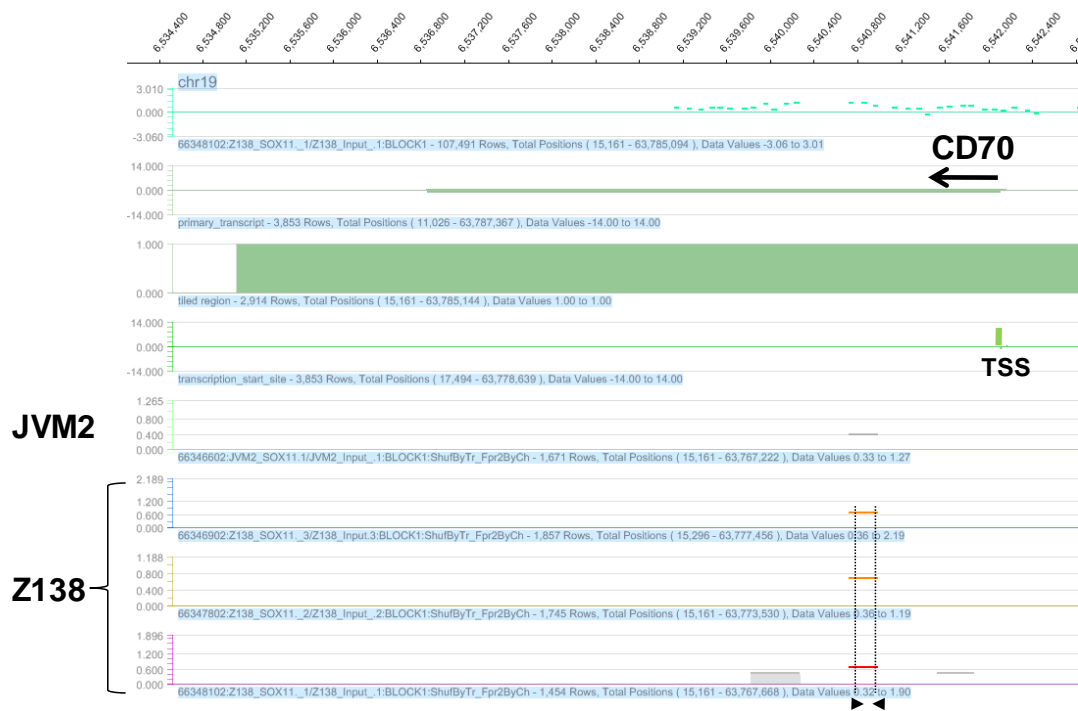 6,534,400 6,534,800 6,535,200 6,535,600 6,536,000 6,536,400 6,536,800 6,537,200 6,537,600 6,538,000 6,538,400 6,538,800 6,539,200 6,539,600 6,540,000 6,540,400 6,540,800 6,541,200 6,541,600 6,542,000 6,542,400
chr19
3.010
0.000
-3.060
66348102:Z138_SOX11._1/Z138_Input_.1:BLOCK1 - 107,491 Rows, Total Positions ( 15,161 - 63,785,094 ), Data Values -3.06 to 3.01
CD70
14.000
0.000
-14.000
primary_transcript - 3,853 Rows, Total Positions ( 11,026 - 63,787,367 ), Data Values -14.00 to 14.00
1.000
0.000
tiled region - 2,914 Rows, Total Positions ( 15,161 - 63,785,144 ), Data Values 1.00 to 1.00
14.000
0.000
-14.000
TSS
transcription_start_site - 3,853 Rows, Total Positions ( 17,494 - 63,778,639 ), Data Values -14.00 to 14.00
JVM2
1.265
0.800
0.400
0.000
66346602:JVM2_SOX11.1/JVM2_Input_.1:BLOCK1:ShufByTr_Fpr2ByCh - 1,671 Rows, Total Positions ( 15,161 - 63,767,222 ), Data Values 0.33 to 1.27
Z138
2.189
1.200
0.600
0.000
66346902:Z138_SOX11._3/Z138_Input.3:BLOCK1:ShufByTr_Fpr2ByCh - 1,857 Rows, Total Positions ( 15,296 - 63,777,456 ), Data Values 0.36 to 2.19
1.188
0.800
0.400
0.000
66347802:Z138_SOX11._2/Z138_Input_.2:BLOCK1:ShufByTr_Fpr2ByCh - 1,745 Rows, Total Positions ( 15,161 - 63,773,530 ), Data Values 0.36 to 1.19
1.896
1.200
0.600
0.000
66348102:Z138_SOX11._1/Z138_Input_.1:BLOCK1:ShufByTr_Fpr2ByCh - 1,454 Rows, Total Positions ( 15,161 - 63,767,668 ), Data Values 0.32 to 1.90